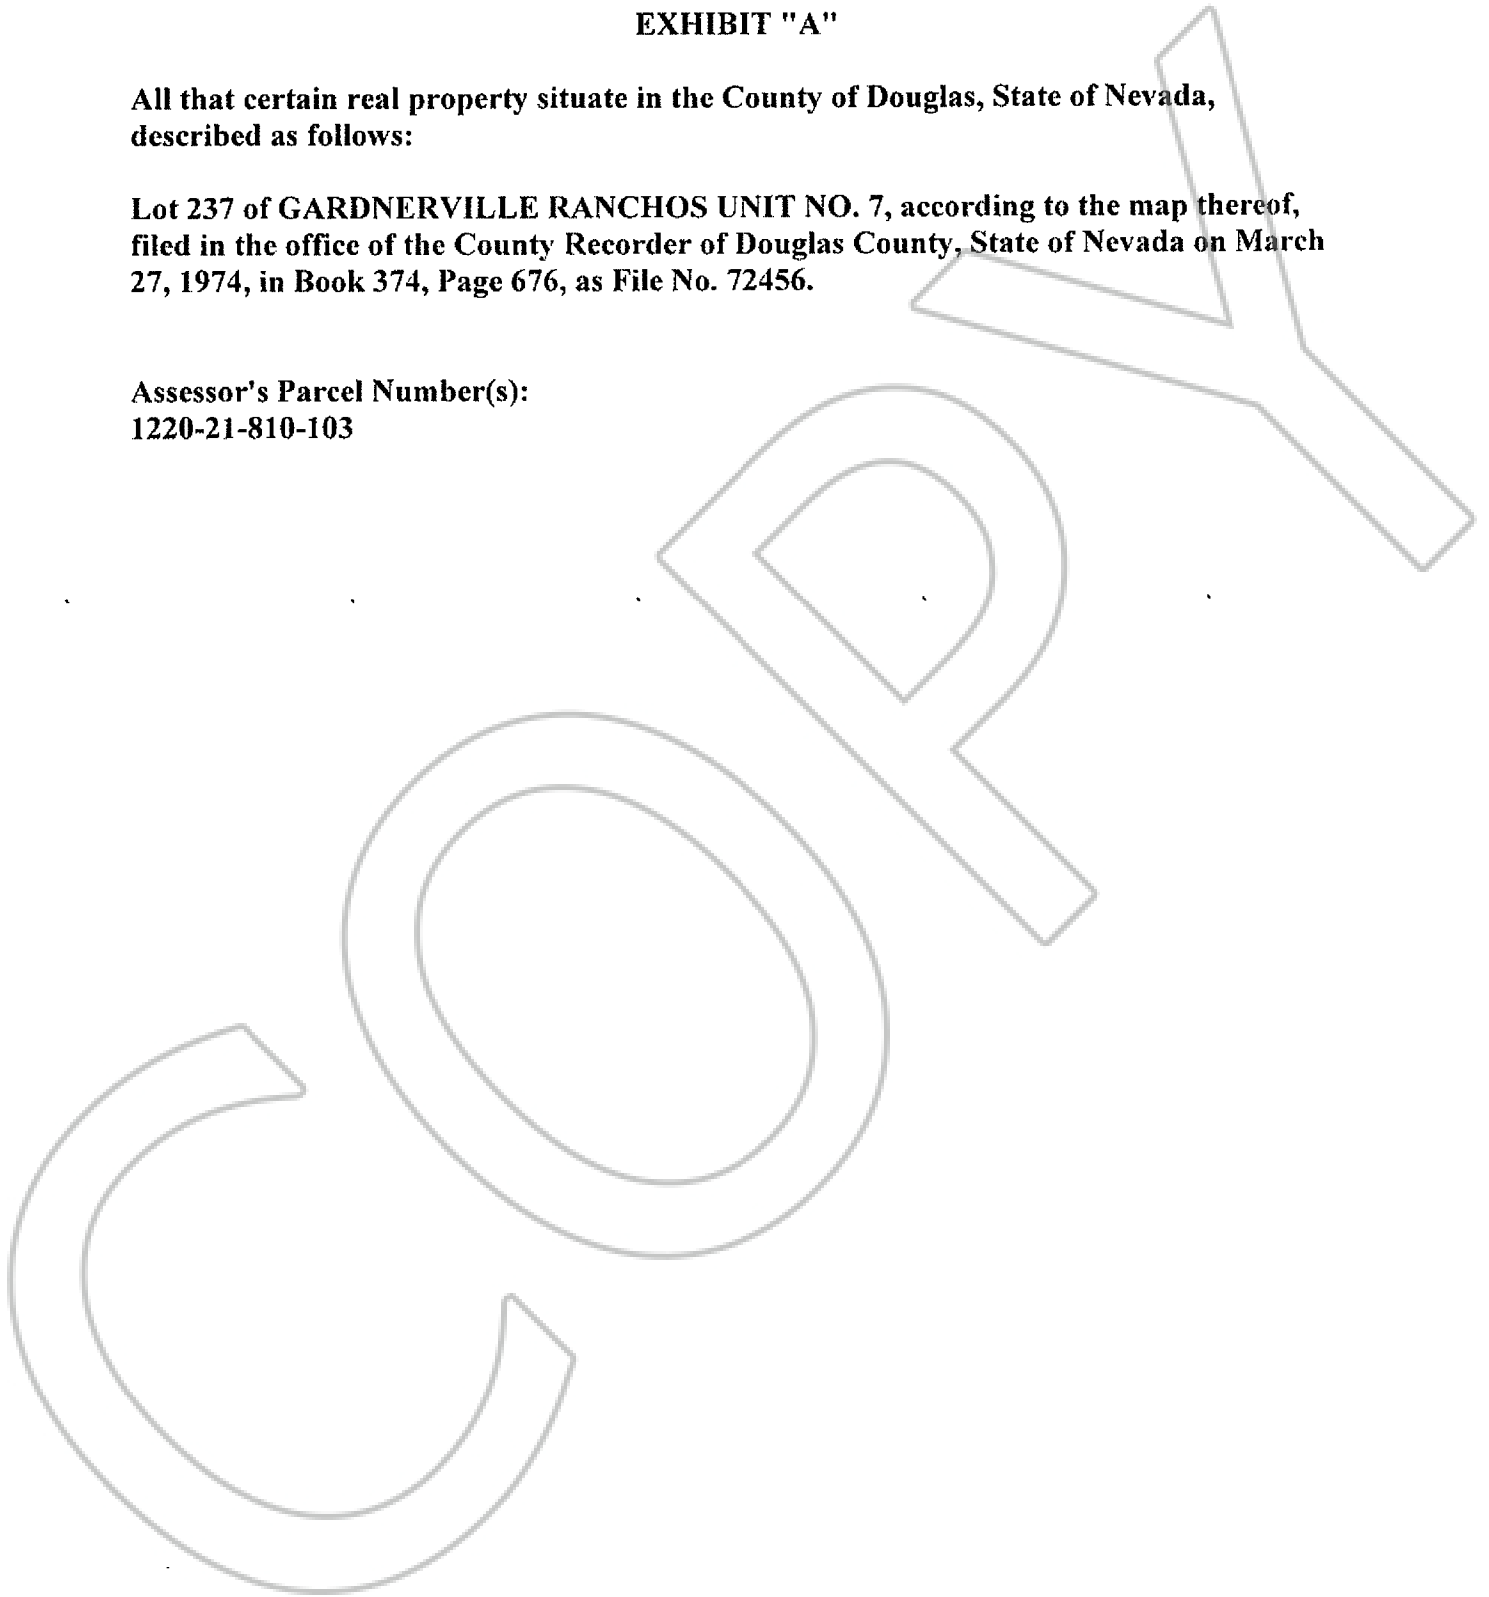 EXHIBIT "A"
All that certain real property situate in the County of Douglas, State of Nevada,
described as follows:
Lot 237 of GARDNERVILLE RANCHOS UNIT NO. 7, according to the map thereof,
filed in the office of the County Recorder of Douglas County, State of Nevada on March
27, 1974, in Book 374, Page 676, as File No. 72456.
Assessor's Parcel Number(s):
1220-21-810-103
COPY